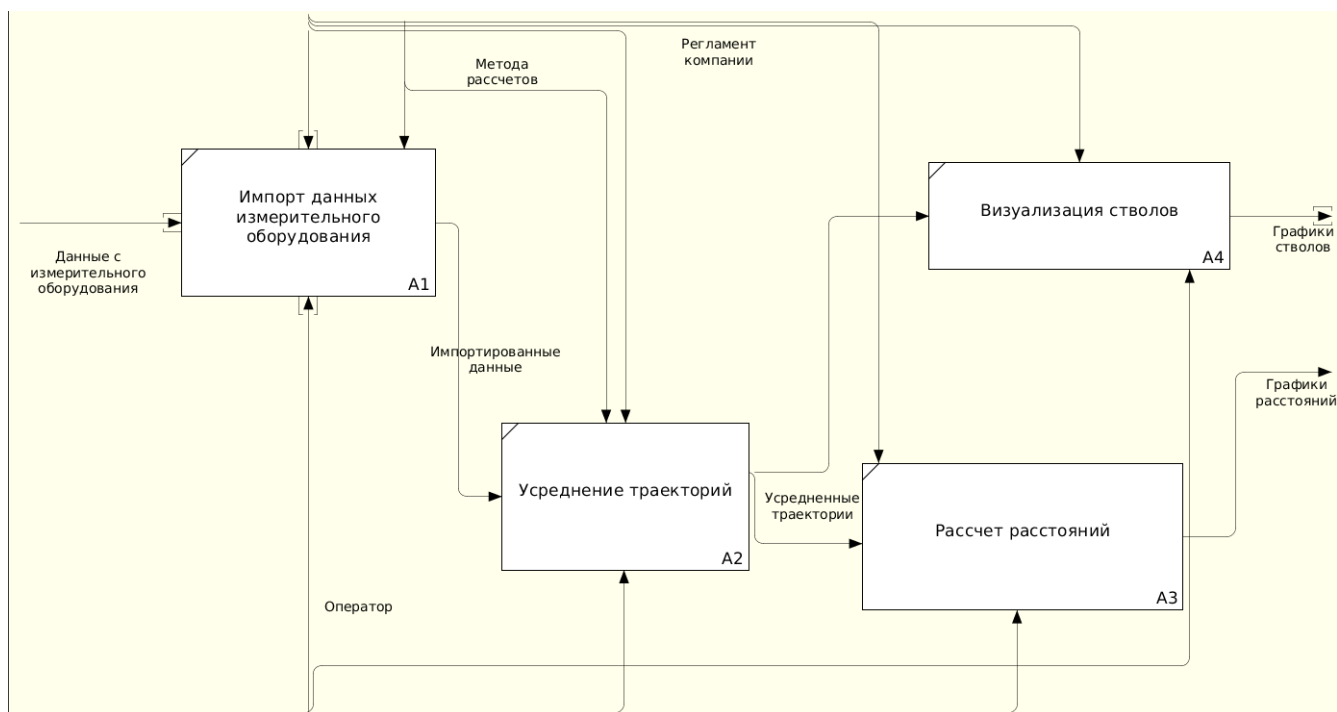 Регламент
компании
Метода
рассчетов
Импорт данных
измерительного
оборудования
A1
Данные с
измерительного
оборудования
Визуализация стволов
A4
Графики
стволов
Импортированные
данные
Графики
расстояний
Усреднение траекторий
A2
Усредненные
траектории
Рассчет расстояний
A3
Оператор